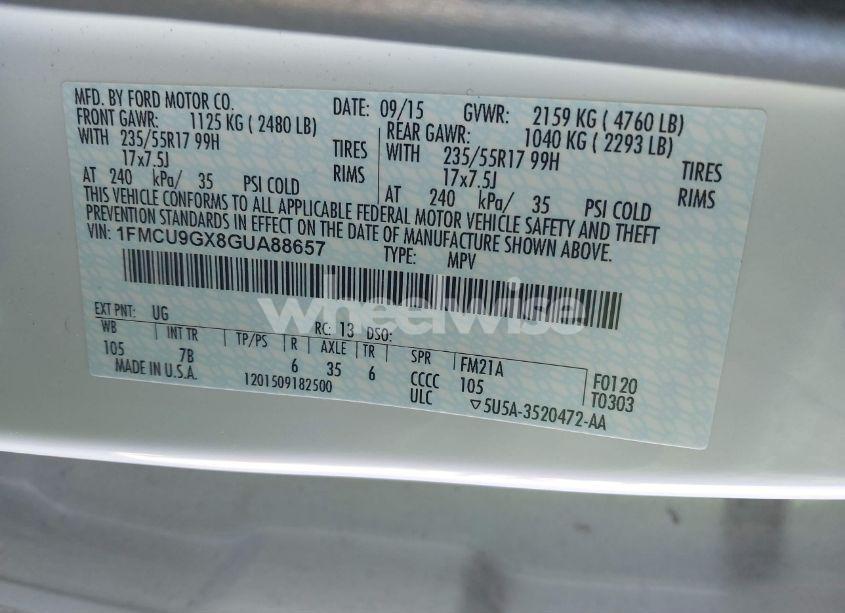 MFD. BY FORD MOTOR CO.
DATE: 09/15 GVWR: 2159 KG ( 4760 LB)
FRONT GAWR: 1125 KG ( 2480 LB) REAR GAWR: 1040 KG ( 2293 LB)
WITH 235/55R17 99H TIRES WITH 235/55R17 99H TIRES
17x7.5J RIMS 17x7.5J RIMS
AT 240 kPa/ 35 PSI COLD AT 240 kPa/ 35 PSI COLD
THIS VEHICLE CONFORMS TO ALL APPLICABLE FEDERAL MOTOR VEHICLE SAFETY AND THEFT
PREVENTION STANDARDS IN EFFECT ON THE DATE OF MANUFACTURE SHOWN ABOVE.
VIN: 1FMCU9GX8GUA88657 TYPE: MPV
wheelwise
EXT PNT: UG RC: 13 DSO:
WB INT TR TP/PS R AXLE TR SPR FM21A F0120
105 7B 6 35 6 CCCC 105 T0303
MADE IN U.S.A. 1201509182500 ULC ▽5U5A-3520472-AA